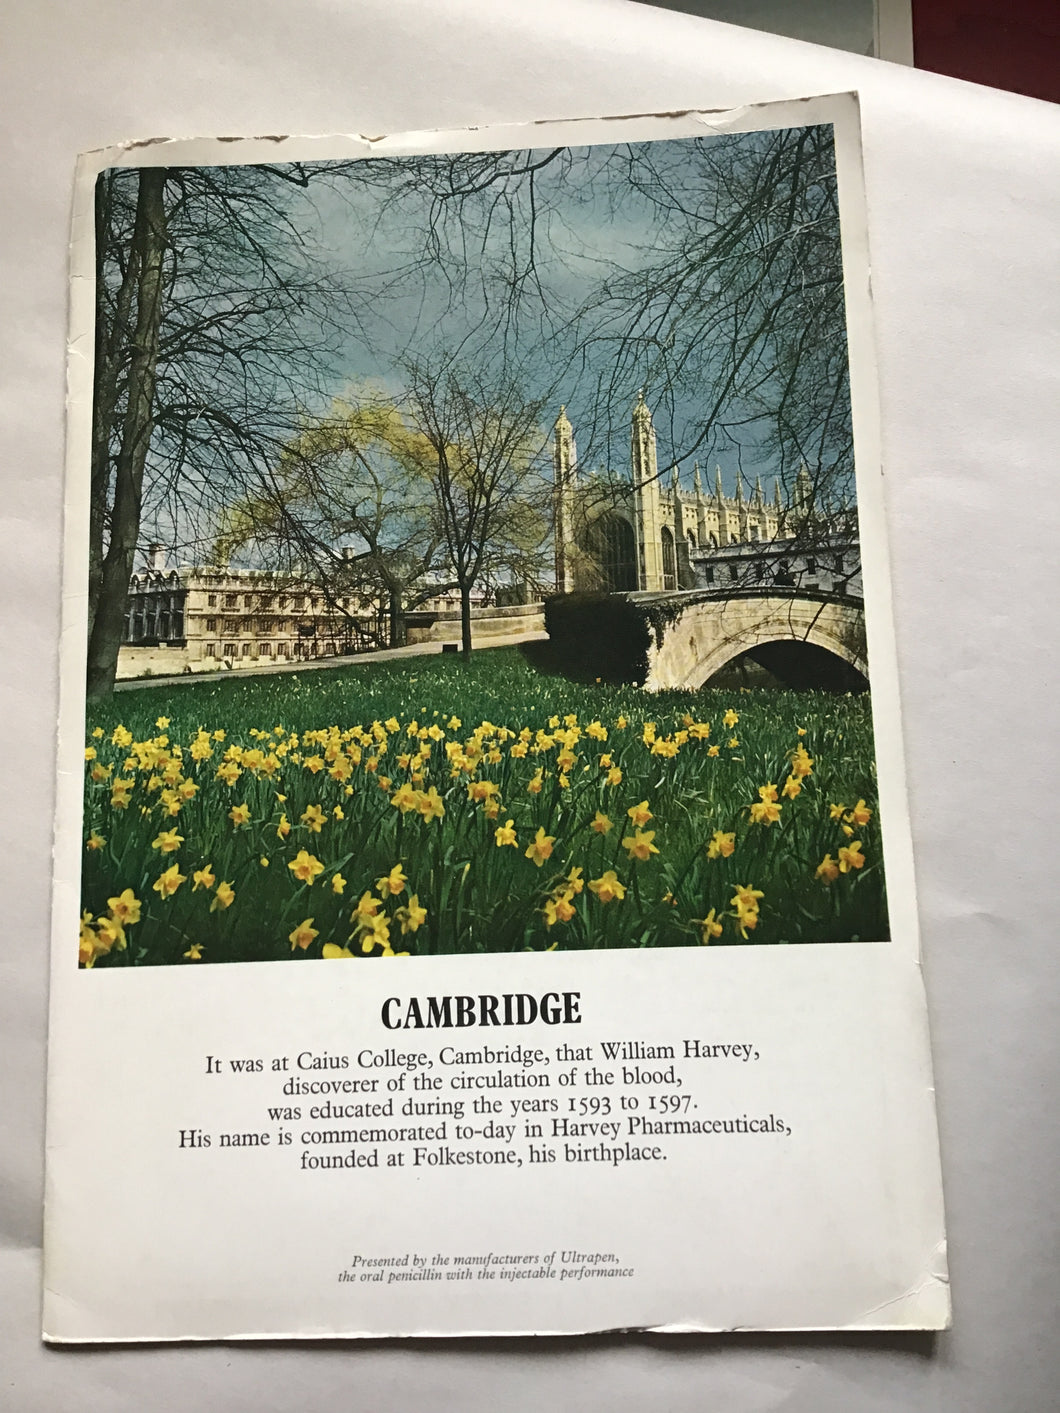 CAMBRIDGE
It was at Caius College, Cambridge, that William Harvey,
discoverer of the circulation of the blood,
was educated during the years 1593 to 1597.
His name is commemorated to-day in Harvey Pharmaceuticals,
founded at Folkestone, his birthplace.
Presented by the manufacturers of Ultrapen,
the oral penicillin with the injectable performance